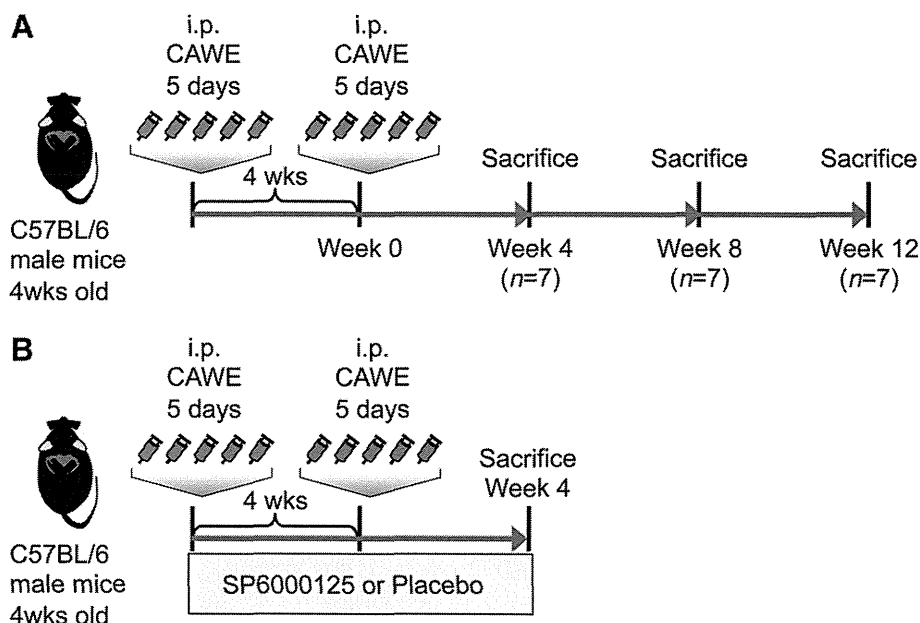 A
i.p.
CAWE
5 days
i.p.
CAWE
5 days
4 wks
Sacrifice
Sacrifice
Sacrifice
C57BL/6
male mice
4wks old
Week 0
Week 4
(n=7)
Week 8
(n=7)
Week 12
(n=7)
B
i.p.
CAWE
5 days
i.p.
CAWE
5 days
4 wks
Sacrifice
Week 4
C57BL/6
male mice
4wks old
SP6000125 or Placebo